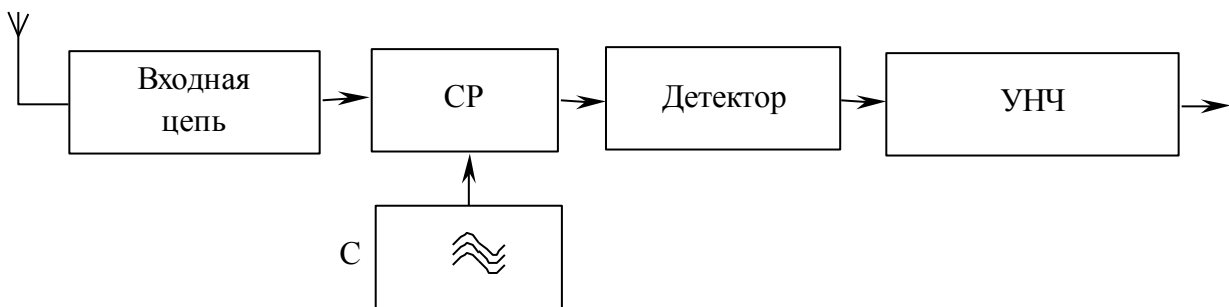 Входная
цепь
СР
Детектор
УНЧ
С